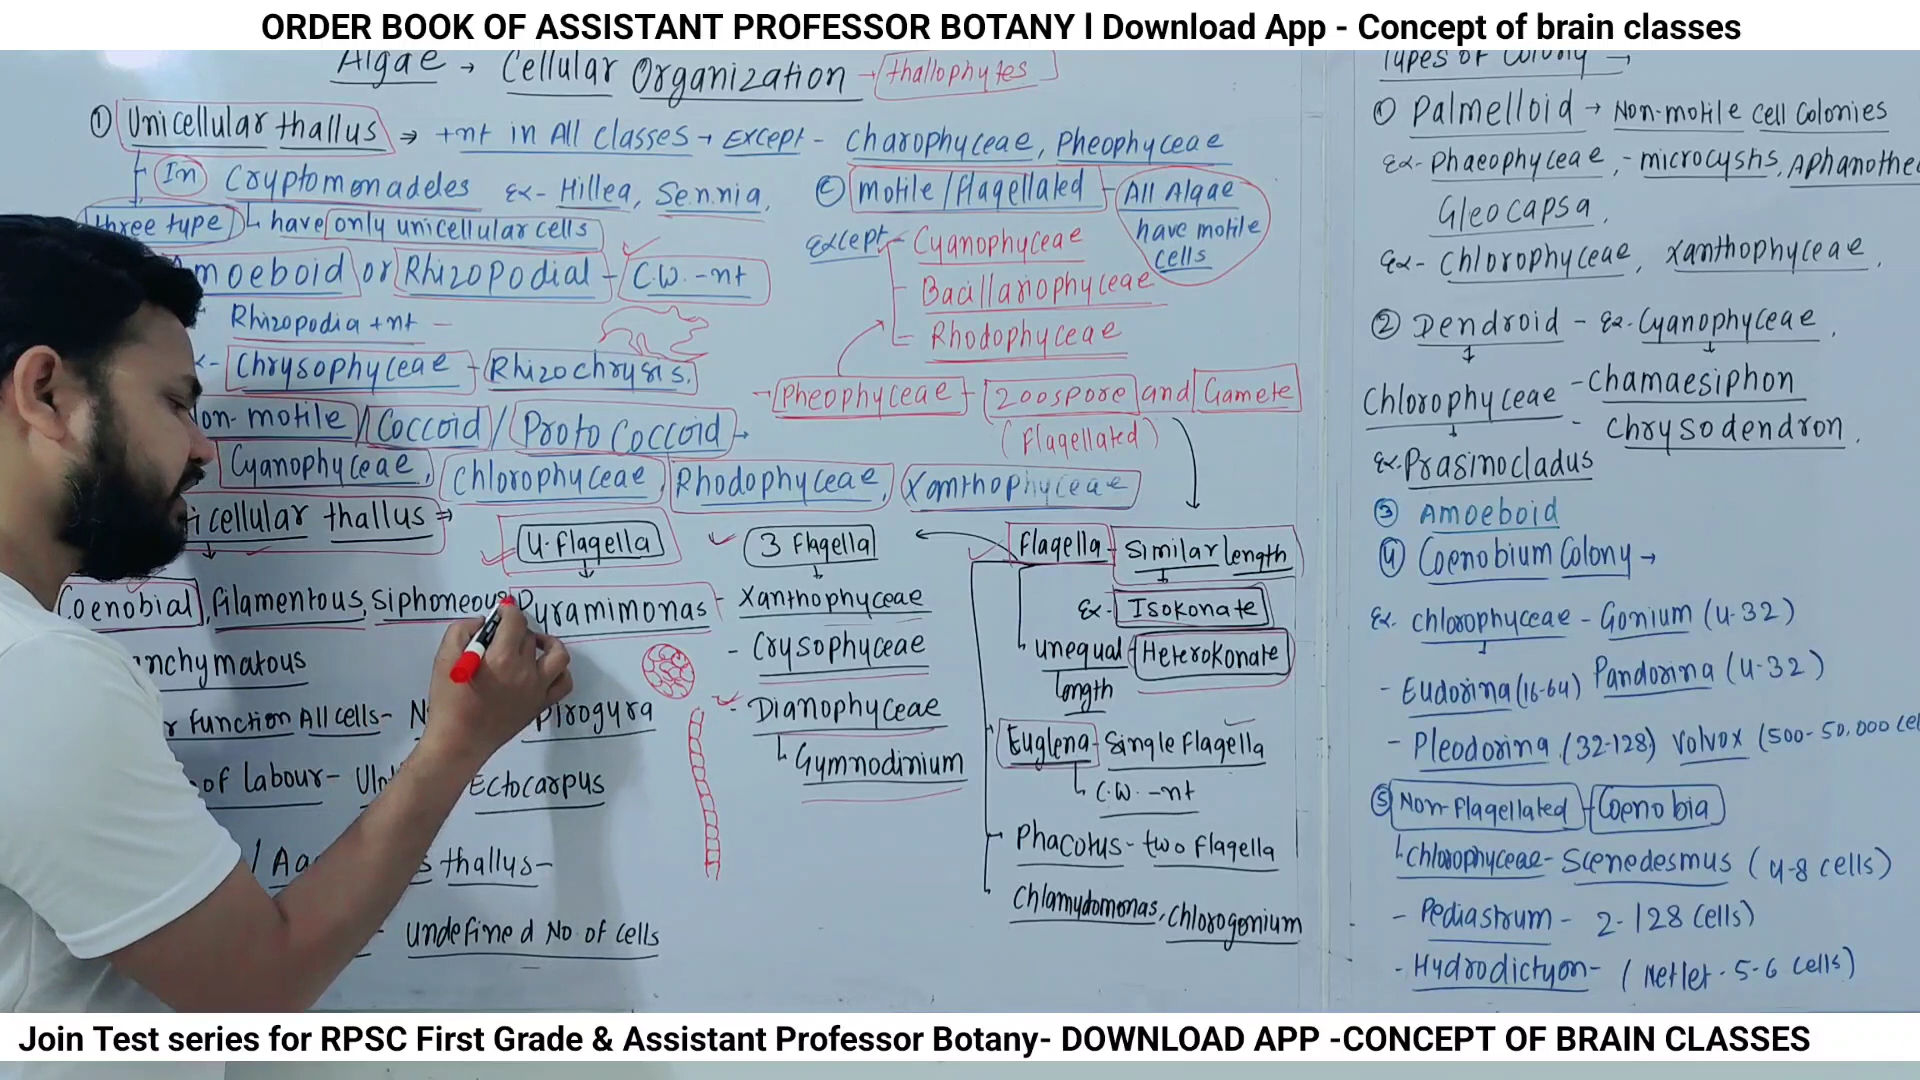 ORDER BOOK OF ASSISTANT PROFESSOR BOTANY l Download App - Concept of brain classes
Algae → Cellular Organization → thallophytes
① Unicellular thallus → +nt in All Classes → Except - Charophyceae, Pheophyceae
In Cryptomonadeles Ex- Hillea, Sennia,
three type have only unicellular cells
Amoeboid or Rhizopodial - C.W. -nt
Rhizopodia +nt -
Chrysophyceae - Rhizochrysis.
on-motile / Coccoid / Proto Coccoid →
Cyanophyceae, Chlorophyceae, Rhodophyceae, Xanthophyceae
icellular thallus ⇒
Coenobial, filamentous, Siphoneous
nchymatous
r function All cells- N pirogyra
of labour- Ectocarpus
thallus-
undefined No. of cells
© motile / flagellated - All Algae have motile cells
Except - Cyanophyceae
Bacillariophyceae
Rhodophyceae
- Pheophyceae - zoospore and Gamete
(Flagellated)
4-flagella
Pyramimonas
3 Flagella
- Xanthophyceae
- Crysophyceae
- Dianophyceae
Gymnodinium
Flagella - Similar length
Ex- Isokonate
unequal length - Heterokonate
Euglena - Single flagella
C.W. -nt
Phacotus - two flagella
Chlamydomonas, Chlorogonium
Types of Colony →
① Palmelloid → Non-motile cell Colonies
Ex- Phaeophyceae, - microcystis, Aphanothe
Gleocapsa,
Ex- Chlorophyceae, Xanthophyceae,
② Dendroid - Ex- Cyanophyceae,
Chlorophyceae - Chamaesiphon
- Chrysodendron.
Ex. Prasinocladus
③ Amoeboid
④ Coenobium Colony →
Ex. chlorophyceae - Gonium (4-32)
- Eudorina (16-64) Pandorina (4-32)
- Pleodorina (32-128) Volvox (500-50,000 cel
⑤ Non-flagellated - Coenobia
Chlorophyceae - Scenedesmus (4-8 cells)
- Pediastrum - 2-128 cells)
- Hydrodictyon - (Netlet - 5-6 cells)
Join Test series for RPSC First Grade & Assistant Professor Botany- DOWNLOAD APP -CONCEPT OF BRAIN CLASSES